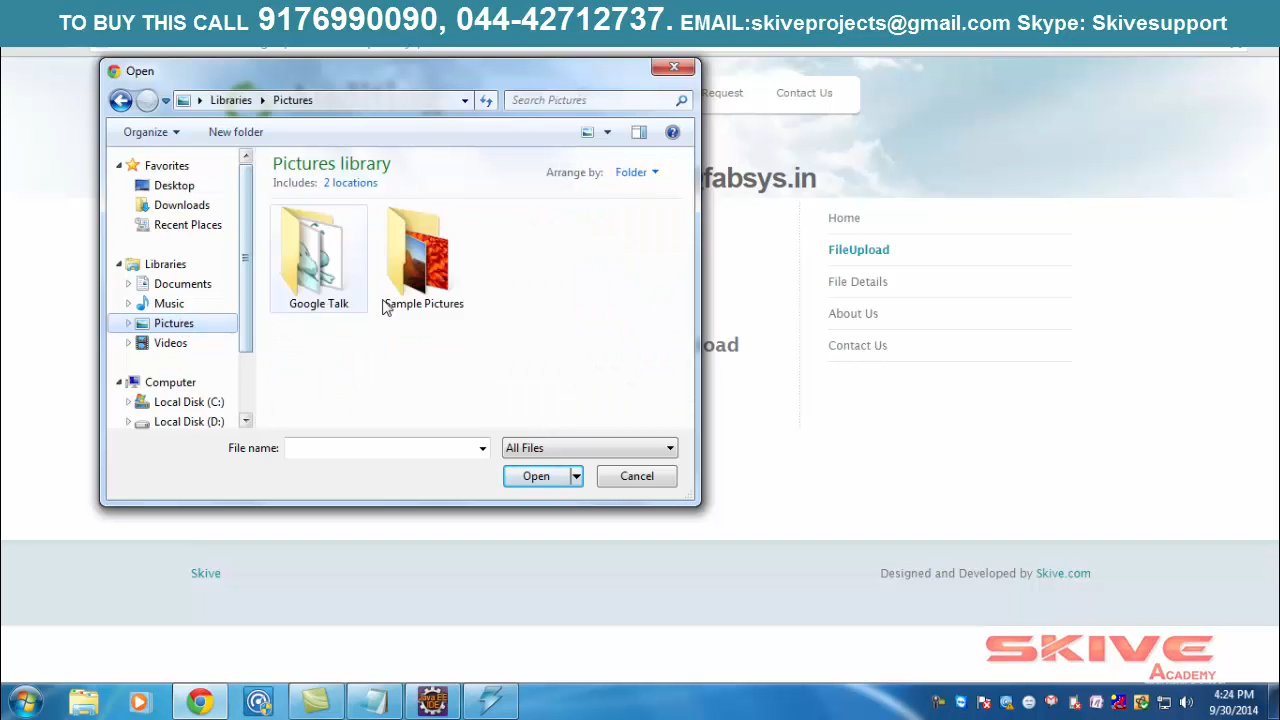 TO BUY THIS CALL 9176990090, 044-42712737. EMAIL:skiveprojects@gmail.com Skype: Skivesupport
Open
Libraries Pictures
Search Pictures
Request
Contact Us
Organize
New folder
Favorites
Desktop
Downloads
Recent Places
Libraries
Documents
Music
Pictures
Videos
Computer
Local Disk (C:)
Local Disk (D:)
Pictures library
Includes: 2 locations
Arrange by: Folder
Google Talk
Sample Pictures
File name:
All Files
Open
Cancel
fabsys.in
Home
FileUpload
File Details
About Us
Contact Us
oad
Skive
Designed and Developed by Skive.com
SKIVE
ACADEMY
Java EE
IDE
4:24 PM
9/30/2014